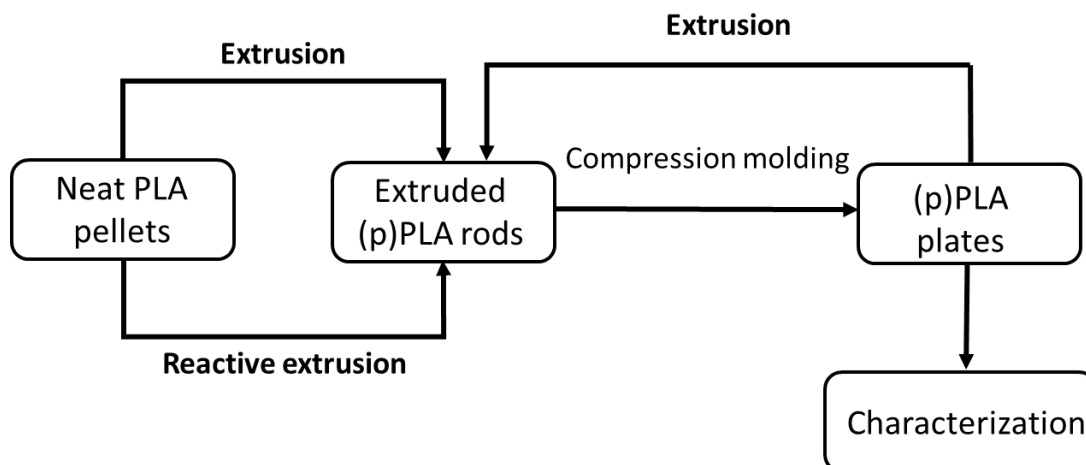 Extrusion
Extrusion
Neat PLA
pellets
Extruded
(p)PLA rods
Compression molding
(p)PLA
plates
Reactive extrusion
Characterization